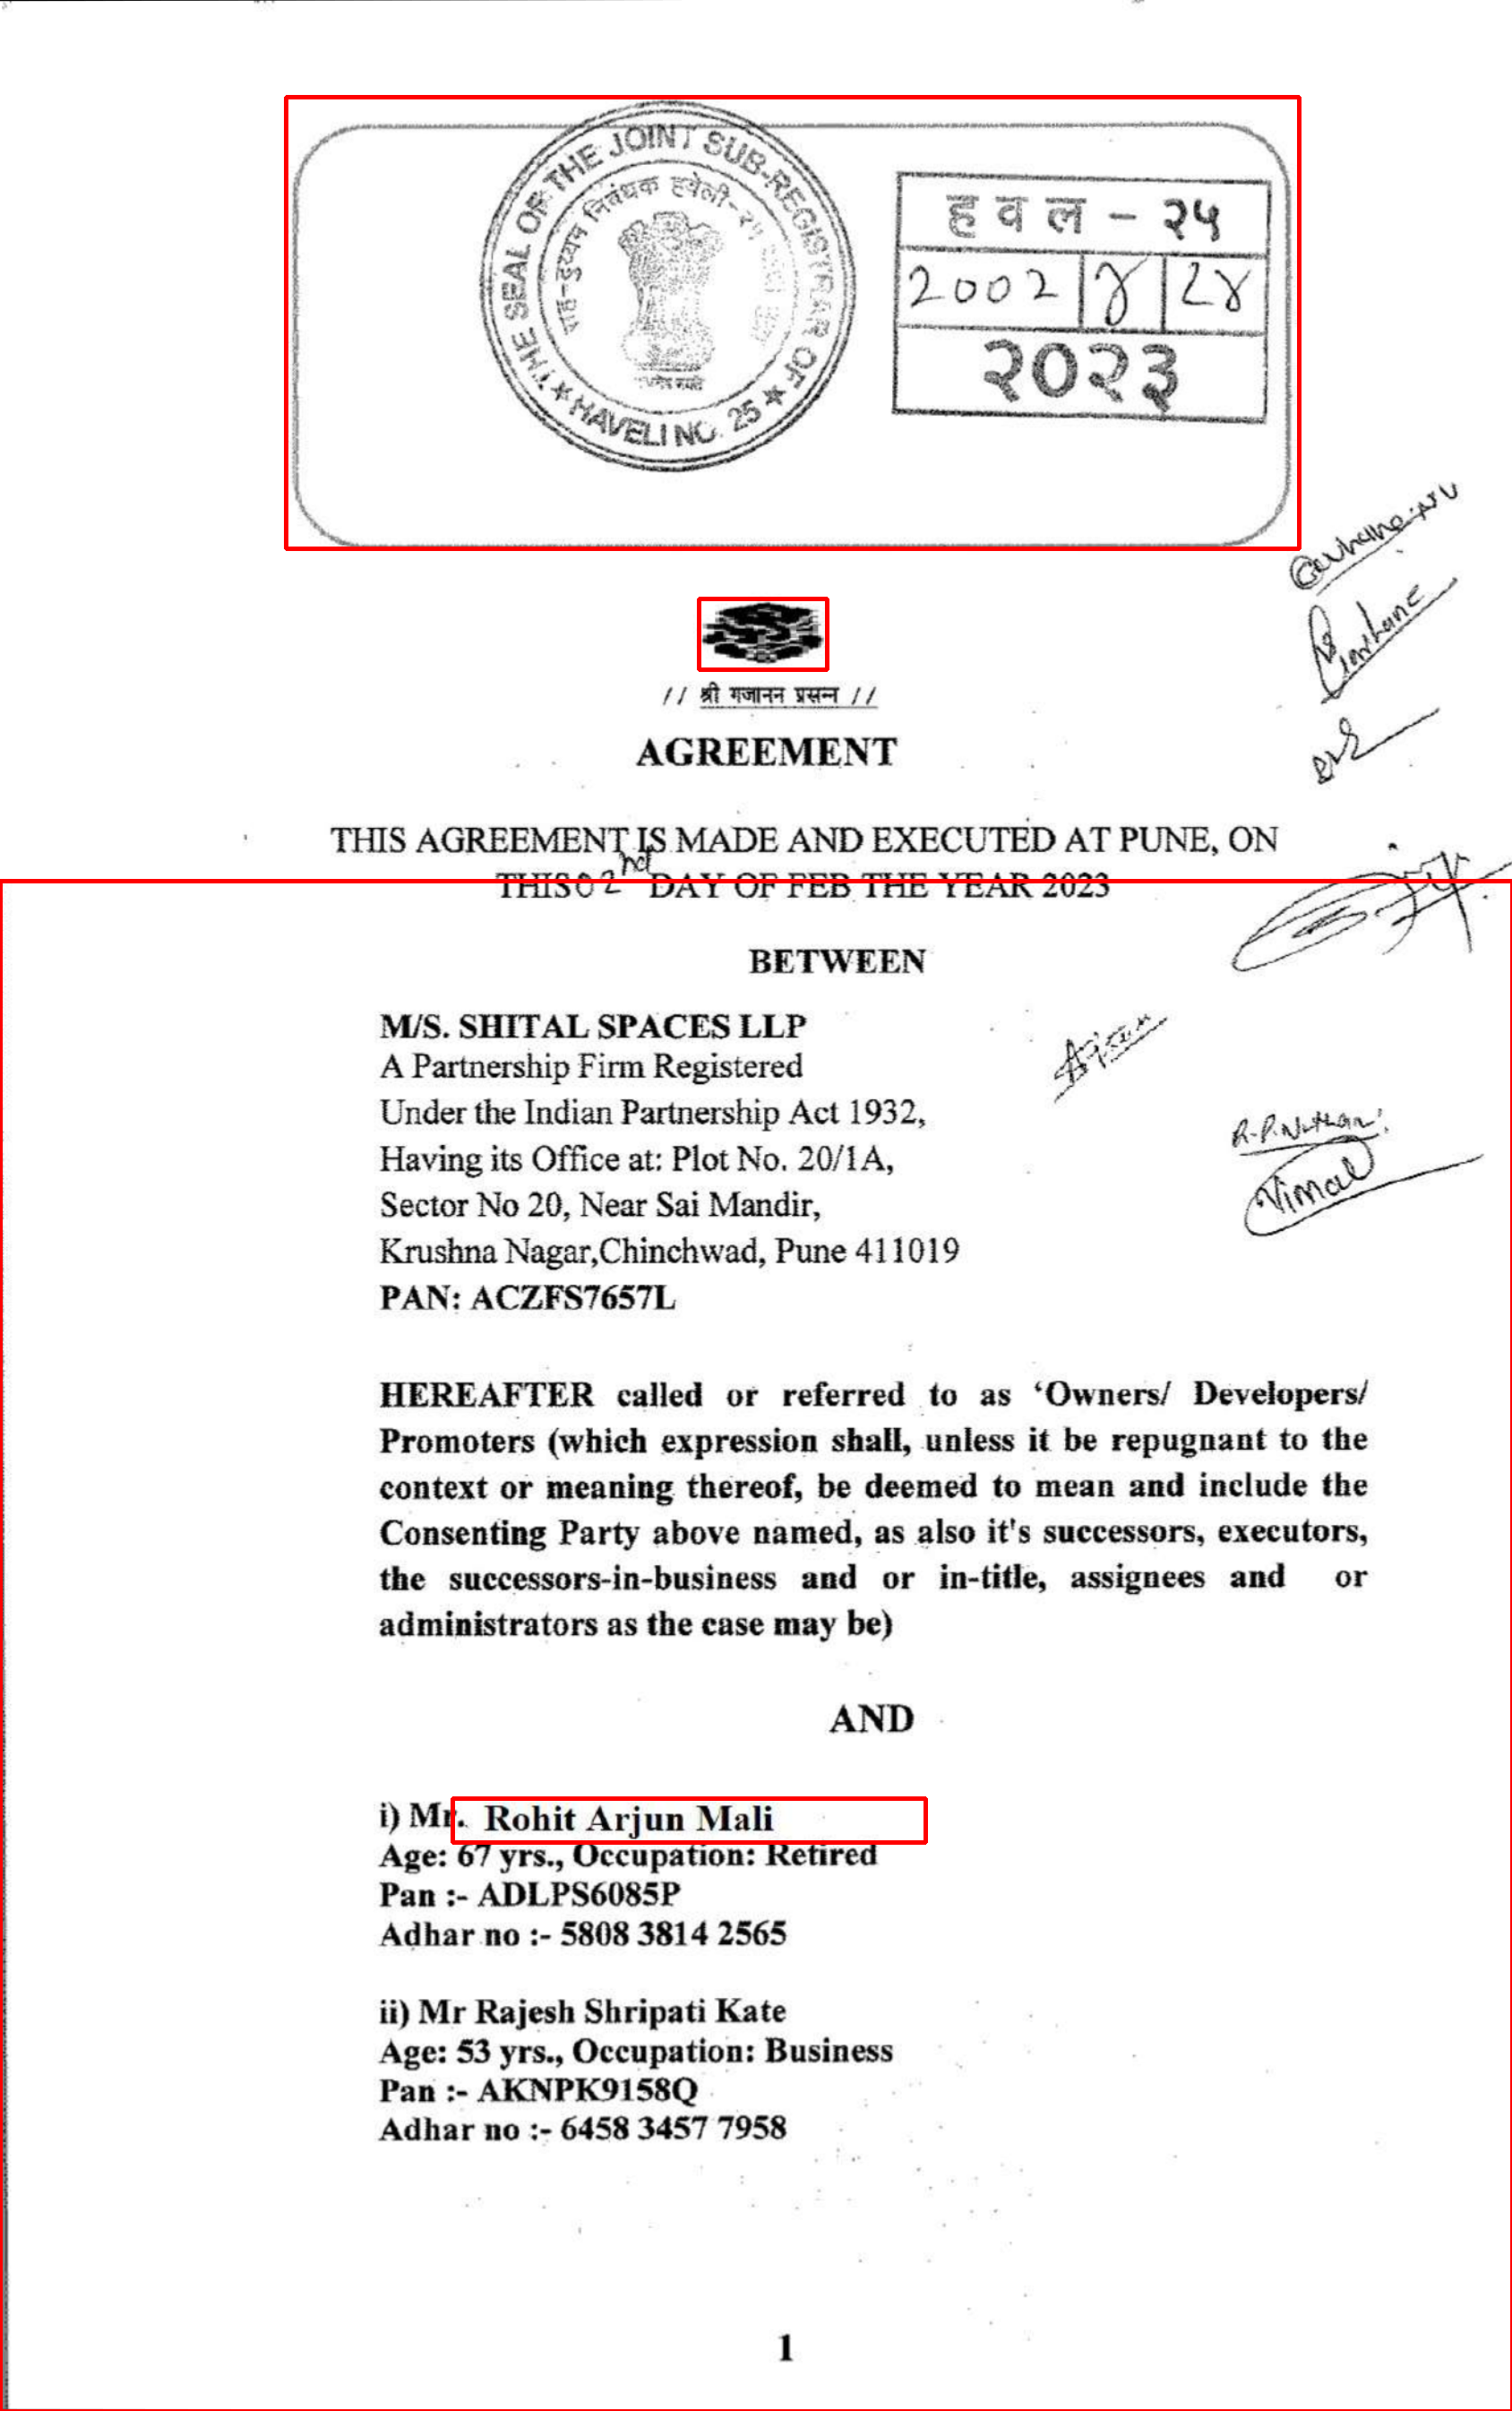 THE SEAL OF THE JOINT SUB-REGISTRAR OF
HAVELI NO. 25
सह-दुय्यम निबंधक हवेली-२५
हवल - २५
2002 | ४ | ८४
२०२३
// श्री गजानन प्रसन्न //
AGREEMENT
THIS AGREEMENT IS MADE AND EXECUTED AT PUNE, ON
THIS 02nd DAY OF FEB THE YEAR 2023
BETWEEN
M/S. SHITAL SPACES LLP
A Partnership Firm Registered
Under the Indian Partnership Act 1932,
Having its Office at: Plot No. 20/1A,
R.P.Nathani
Sector No 20, Near Sai Mandir,
Vimal
Krushna Nagar,Chinchwad, Pune 411019
PAN: ACZFS7657L
HEREAFTER called or referred to as ‘Owners/ Developers/
Promoters (which expression shall, unless it be repugnant to the
context or meaning thereof, be deemed to mean and include the
Consenting Party above named, as also it's successors, executors,
the successors-in-business and or in-title, assignees and or
administrators as the case may be)
AND
i) Mr. Rohit Arjun Mali
Age: 67 yrs., Occupation: Retired
Pan :- ADLPS6085P
Adhar no :- 5808 3814 2565
ii) Mr Rajesh Shripati Kate
Age: 53 yrs., Occupation: Business
Pan :- AKNPK9158Q
Adhar no :- 6458 3457 7958
1